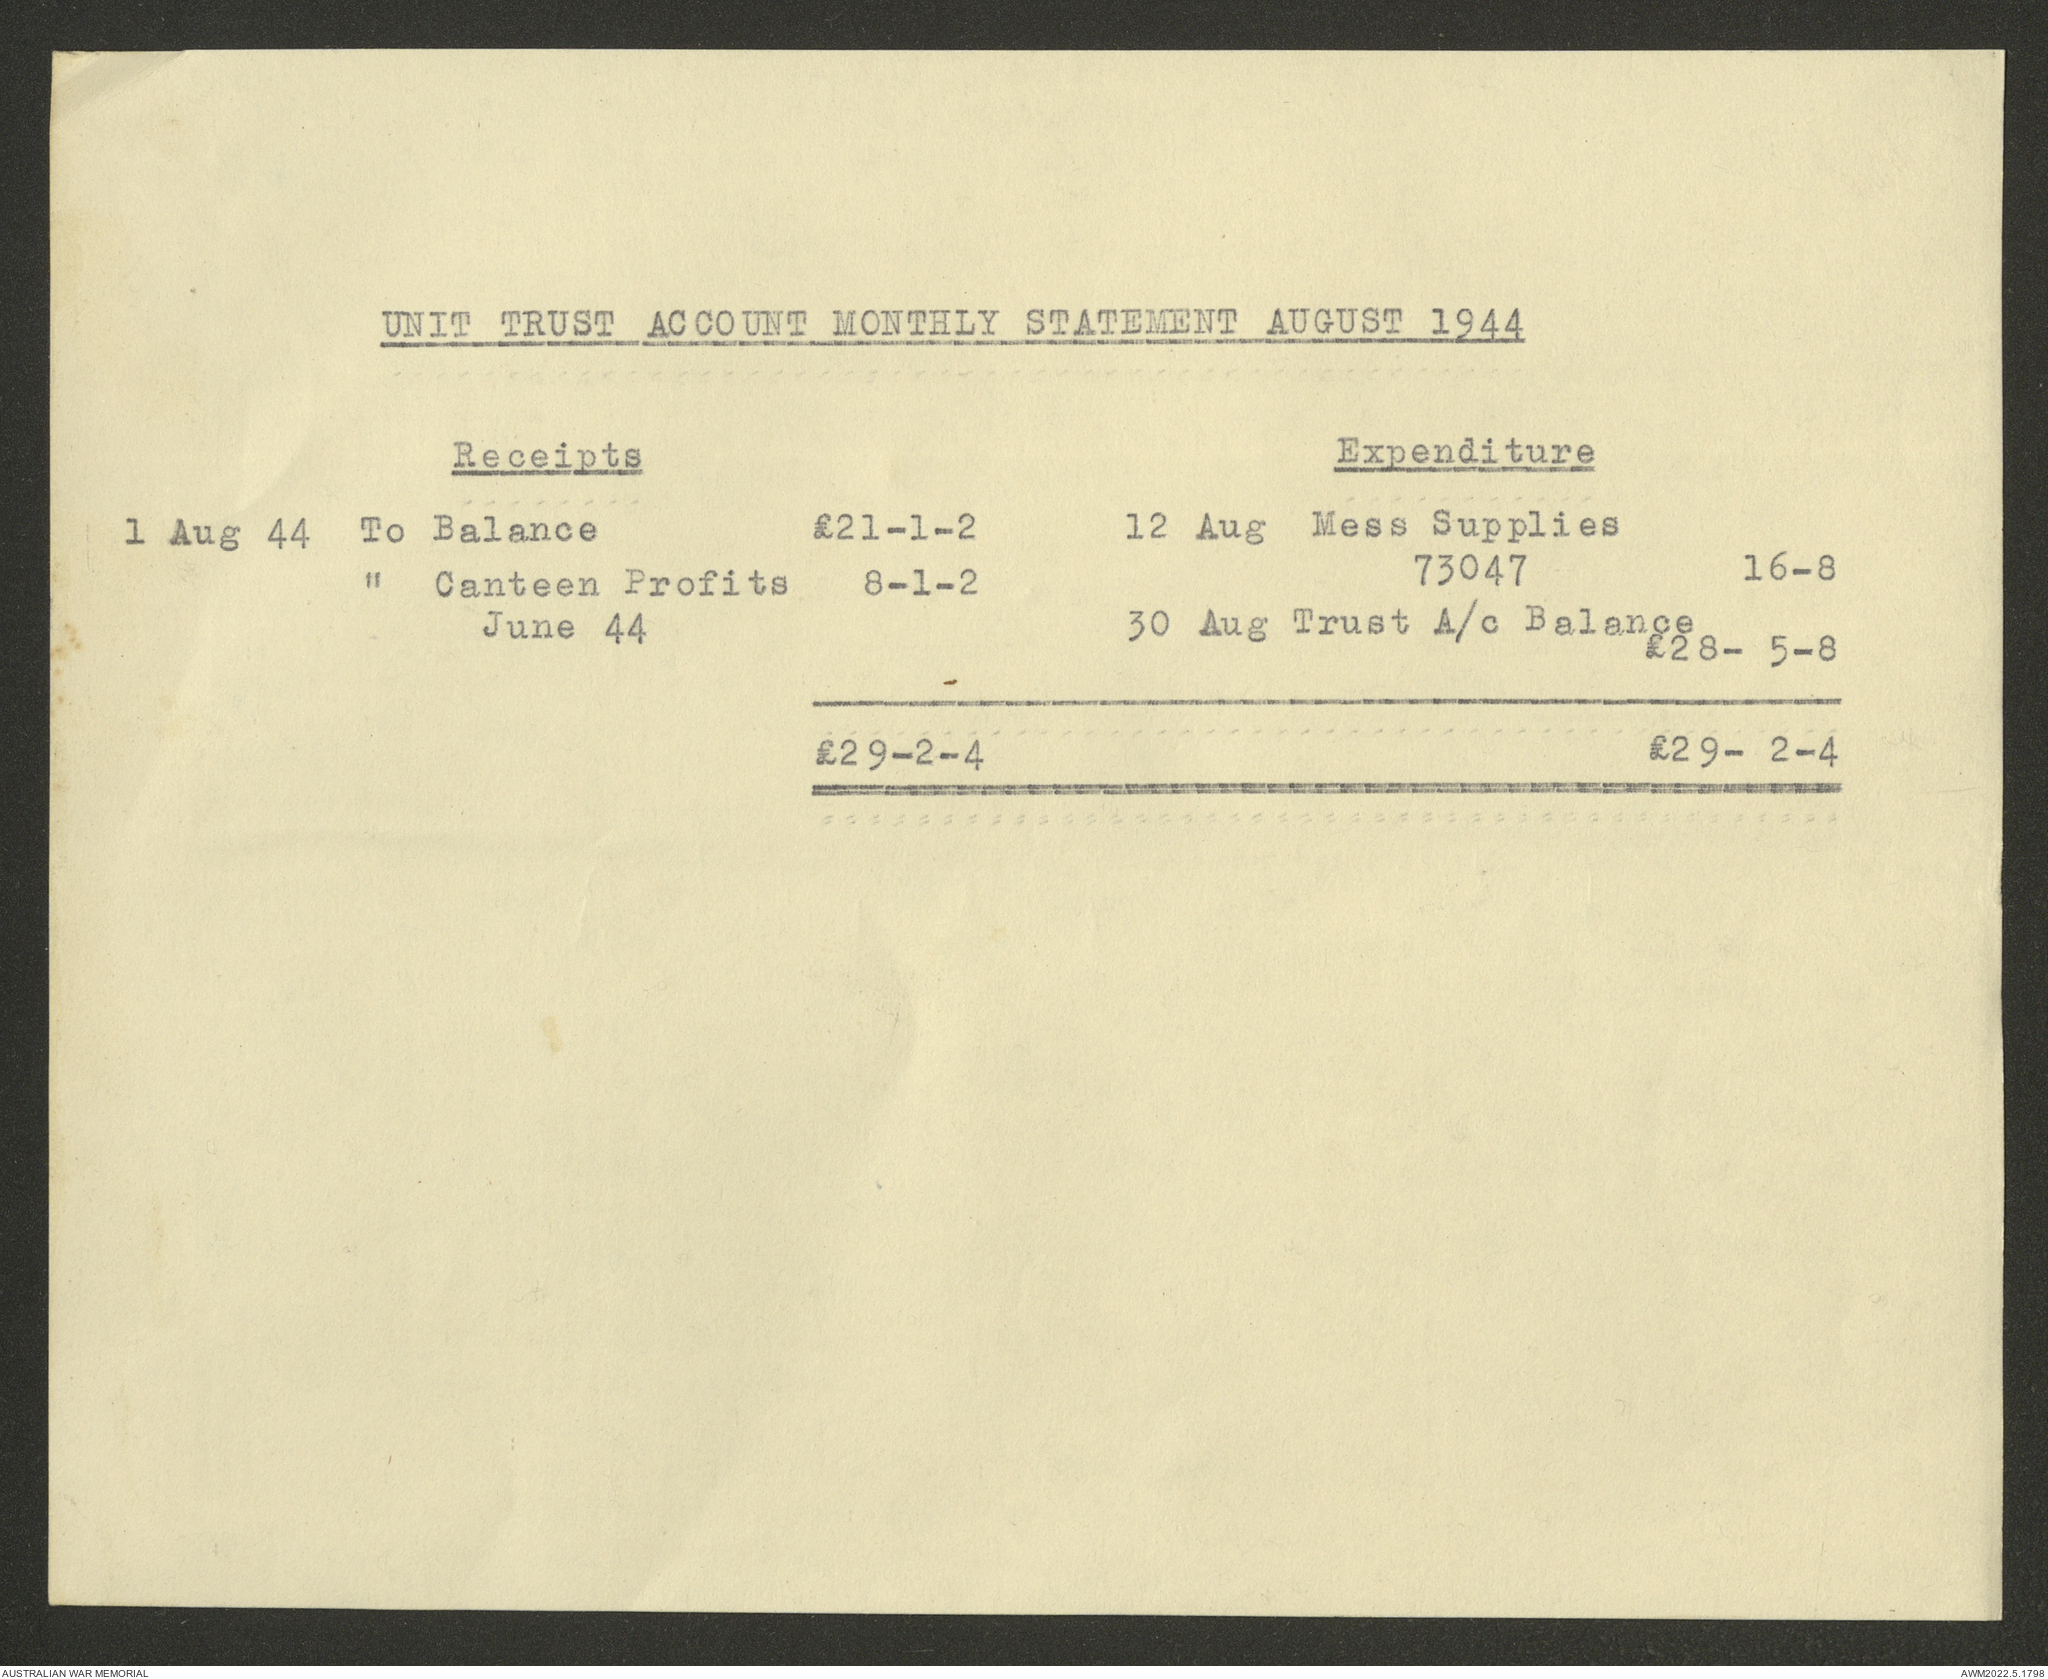 UNIT TRUST ACCOUNT MONTHLY STATEMENT AUGUST 1944
Receipts Expenditure
1 Aug 44 To Balance £21-1-2 12 Aug Mess Supplies
73047 16-8
" Canteen Profits 8-1-2
June 44 30 Aug Trust A/c Balance
£28- 5-8
£29-2-4 £29- 2-4
AUSTRALIAN WAR MEMORIAL AWM2022.5.1798